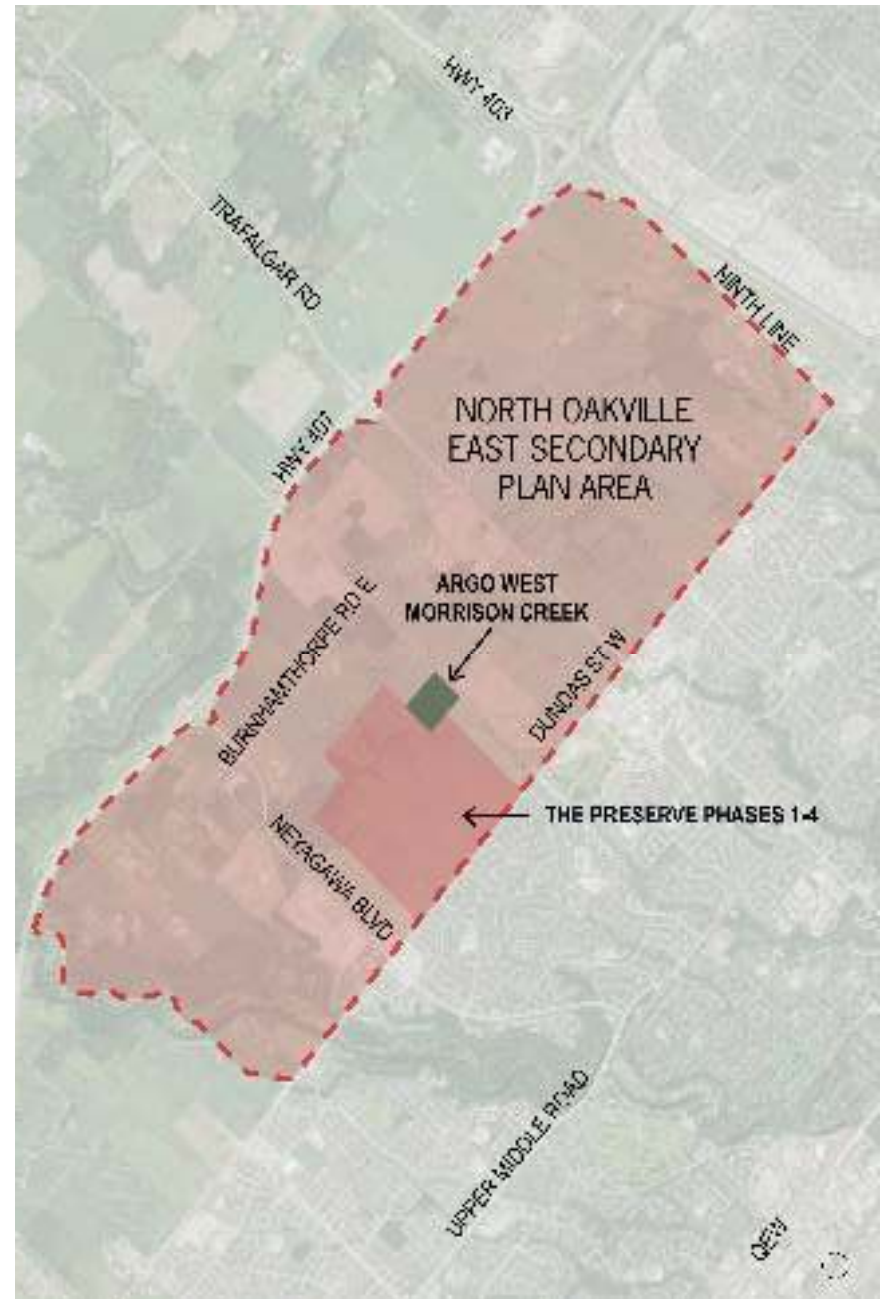 HWY 403
TRAFALGAR RD
NINTH LINE
HWY 407
NORTH OAKVILLE
EAST SECONDARY
PLAN AREA
ARGO WEST
MORRISON CREEK
BURNHAMTHORPE RD E
DUNDAS ST W
THE PRESERVE PHASES 1-4
NEYAGAWA BLVD
UPPER MIDDLE ROAD
QEW